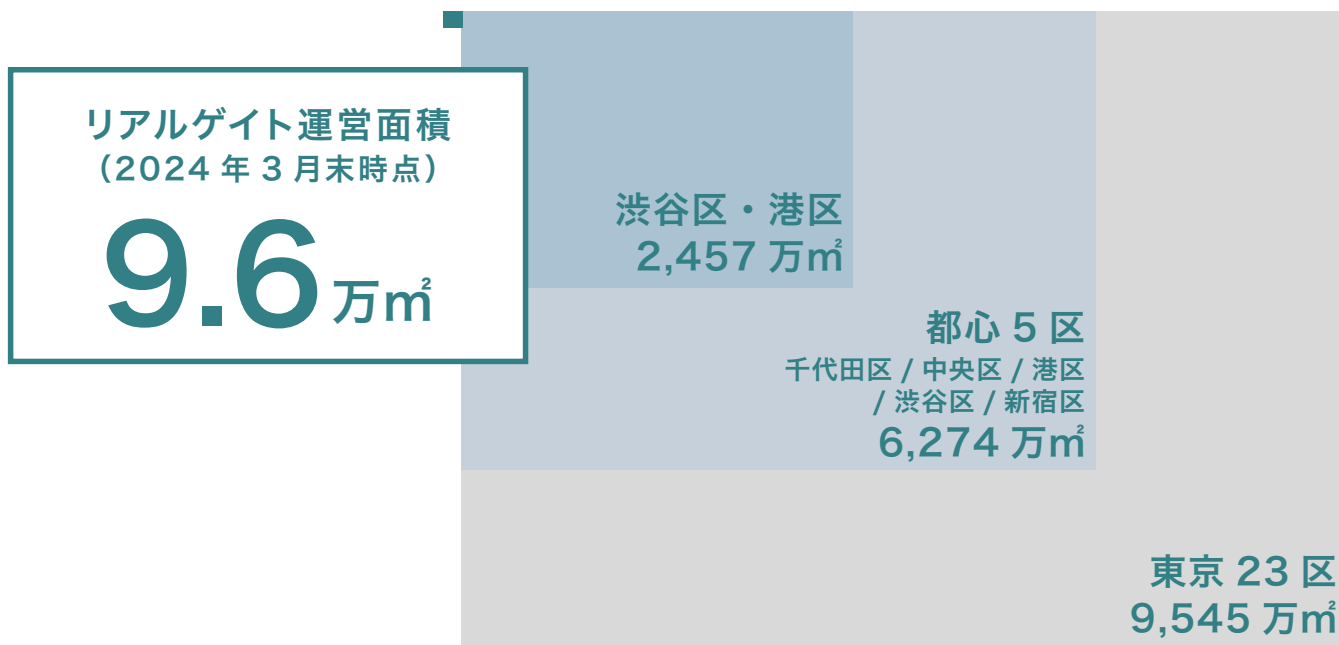 リアルゲイト運営面積
（2024 年 3 月末時点）
9.6 万㎡
渋谷区・港区
2,457 万㎡
都心 5 区
千代田区 / 中央区 / 港区
/ 渋谷区 / 新宿区
6,274 万㎡
東京 23 区
9,545 万㎡